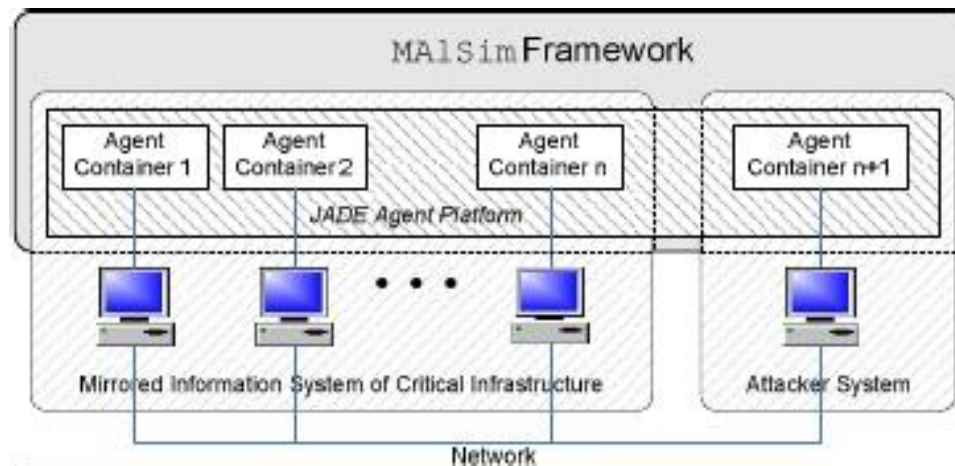 MAlSim Framework
Agent
Container 1
Agent
Container 2
Agent
Container n
Agent
Container n+1
JADE Agent Platform
• • •
Mirrored Information System of Critical Infrastructure
Attacker System
Network